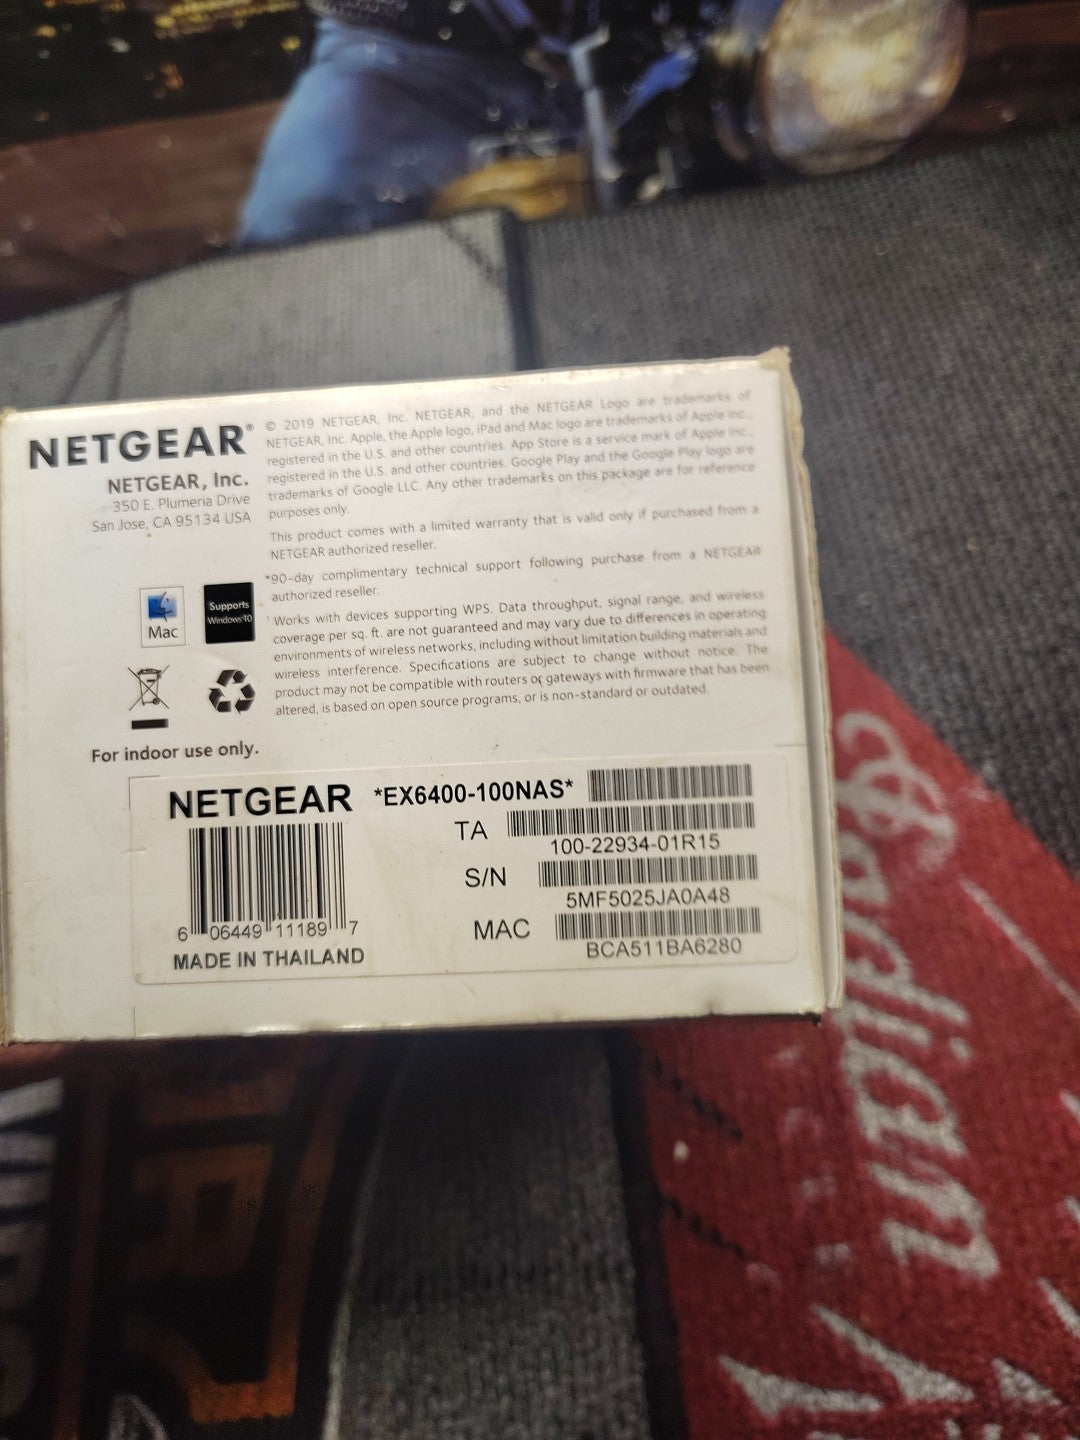 NETGEAR®
NETGEAR, Inc.
350 E. Plumeria Drive
San Jose, CA 95134 USA
© 2019 NETGEAR, Inc. NETGEAR, and the NETGEAR Logo are trademarks of
NETGEAR, Inc. Apple, the Apple logo, iPad and Mac logo are trademarks of Apple Inc.,
registered in the U.S. and other countries. App Store is a service mark of Apple Inc.,
registered in the U.S. and other countries. Google Play and the Google Play logo are
trademarks of Google LLC. Any other trademarks on this package are for reference
purposes only.
This product comes with a limited warranty that is valid only if purchased from a
NETGEAR authorized reseller.
*90-day complimentary technical support following purchase from a NETGEAR
authorized reseller.
Works with devices supporting WPS. Data throughput, signal range, and wireless
coverage per sq. ft. are not guaranteed and may vary due to differences in operating
environments of wireless networks, including without limitation building materials and
wireless interference. Specifications are subject to change without notice. The
product may not be compatible with routers or gateways with firmware that has been
altered, is based on open source programs, or is non-standard or outdated.
Mac
Supports
Windows 10
For indoor use only.
NETGEAR *EX6400-100NAS*
TA
100-22934-01R15
S/N
5MF5025JA0A48
MAC
BCA511BA6280
6 06449 11189 7
MADE IN THAILAND
Indian